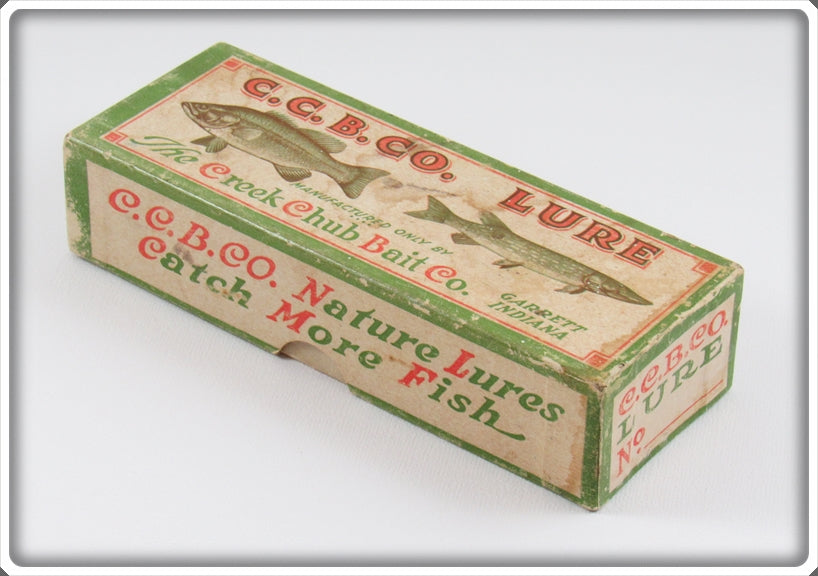 C.C.B.CO. LURE
The Creek Chub Bait Co.
MANUFACTURED ONLY BY
GARRETT
INDIANA
C.C.B.CO. Nature Lures
Catch More Fish
C.C.B.CO.
LURE
No